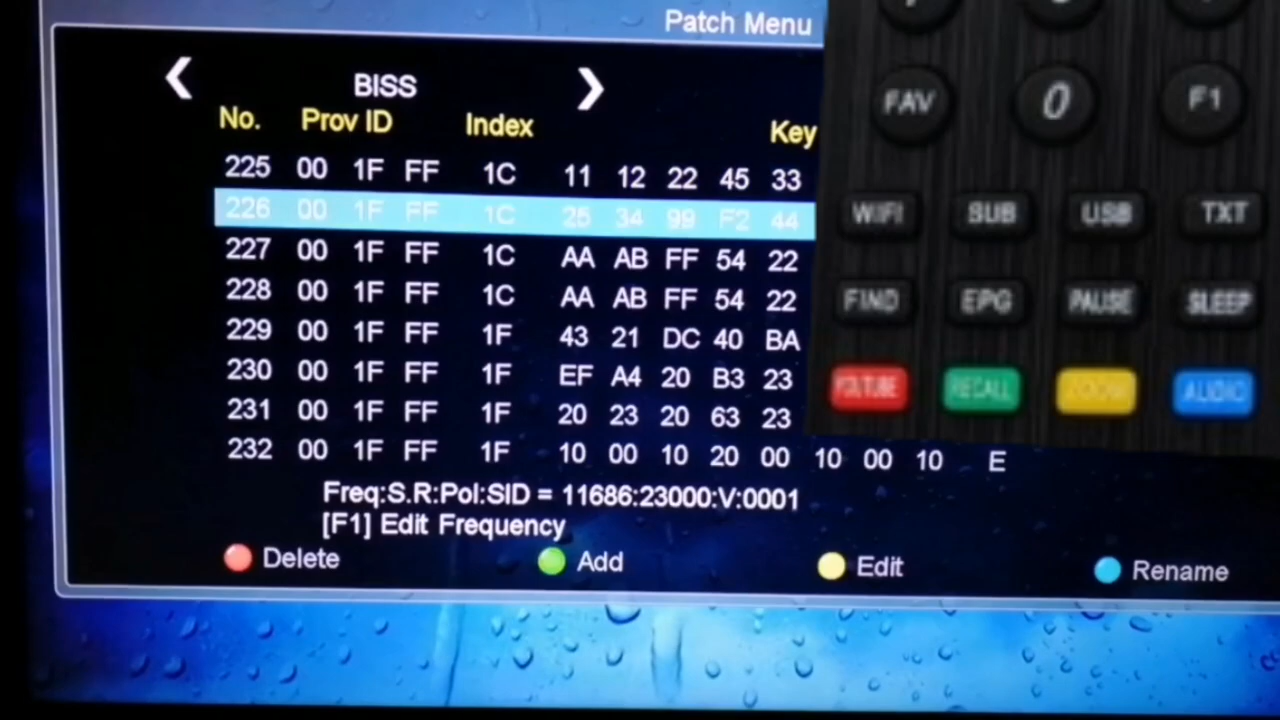 Patch Menu
BISS
No. Prov ID Index Key
225 00 1F FF 1C 11 12 22 45 33
226 00 1F FF 1C 25 34 99 F2 44
227 00 1F FF 1C AA AB FF 54 22
228 00 1F FF 1C AA AB FF 54 22
229 00 1F FF 1F 43 21 DC 40 BA
230 00 1F FF 1F EF A4 20 B3 23
231 00 1F FF 1F 20 23 20 63 23
232 00 1F FF 1F 10 00 10 20 00 10 00 10 E
Freq:S.R:Pol:SID = 11686:23000:V:0001
[F1] Edit Frequency
Delete Add Edit Rename
FAV 0 F1
WIFI SUB USB TXT
FIND EPG PAUSE SLEEP
YOUTUBE RECALL ZOOM AUDIO